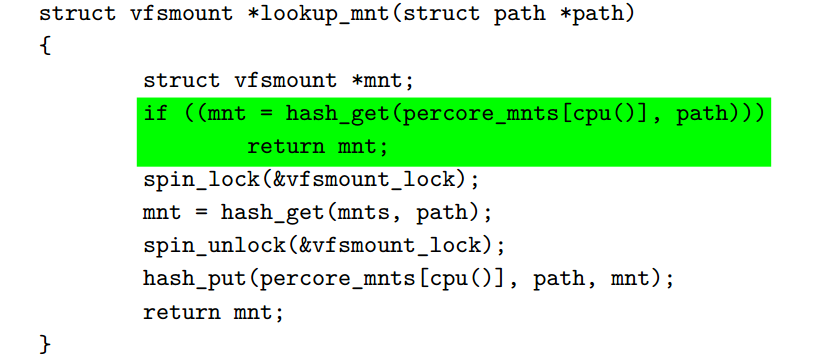 struct vfsmount *lookup_mnt(struct path *path)
{
        struct vfsmount *mnt;
        if ((mnt = hash_get(percore_mnts[cpu()], path)))
                return mnt;
        spin_lock(&vfsmount_lock);
        mnt = hash_get(mnts, path);
        spin_unlock(&vfsmount_lock);
        hash_put(percore_mnts[cpu()], path, mnt);
        return mnt;
}